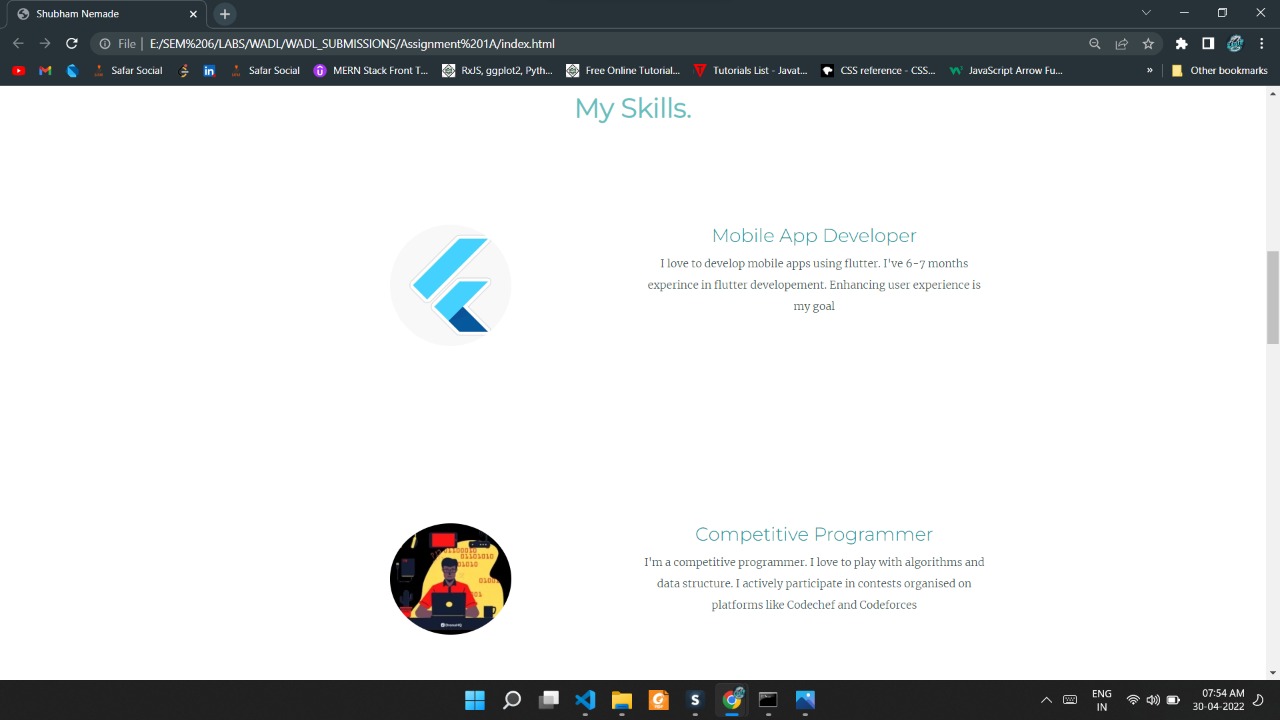 Shubham Nemade
File
E:/SEM%206/LABS/WADL/WADL_SUBMISSIONS/Assignment%201A/index.html
Safar Social
Safar Social
MERN Stack Front T...
RxJS, ggplot2, Pyth...
Free Online Tutorial...
Tutorials List - Javat...
CSS reference - CSS...
JavaScript Arrow Fu...
»
Other bookmarks
My Skills.
Mobile App Developer
I love to develop mobile apps using flutter. I've 6-7 months
experince in flutter developement. Enhancing user experience is
my goal
Competitive Programmer
I'm a competitive programmer. I love to play with algorithms and
data structure. I actively participate in contests organised on
platforms like Codechef and Codeforces
ENG
IN
07:54 AM
30-04-2022